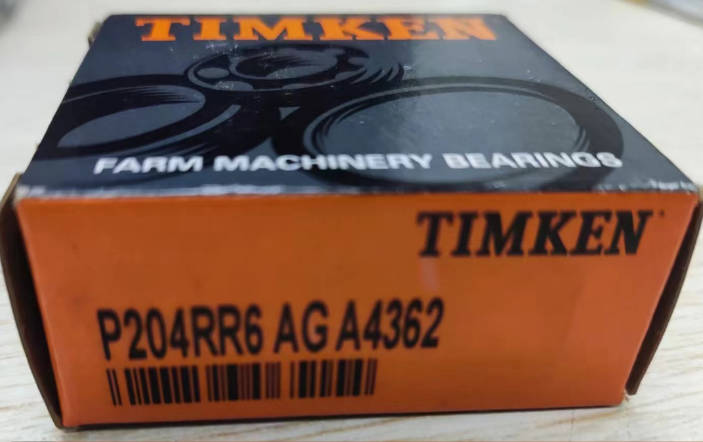 TIMKEN
FARM MACHINERY BEARINGS
TIMKEN
P204RR6 AG A4362